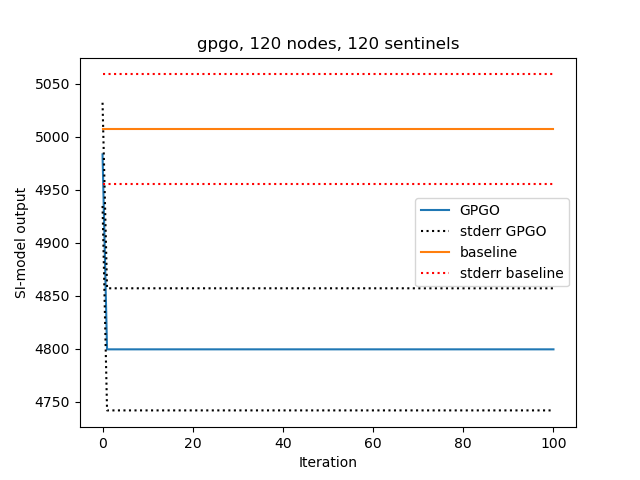 gpgo, 120 nodes, 120 sentinels
5050
5000
4950
4900
4850
4800
4750
SI-model output
GPGO
stderr GPGO
baseline
stderr baseline
0 20 40 60 80 100
Iteration